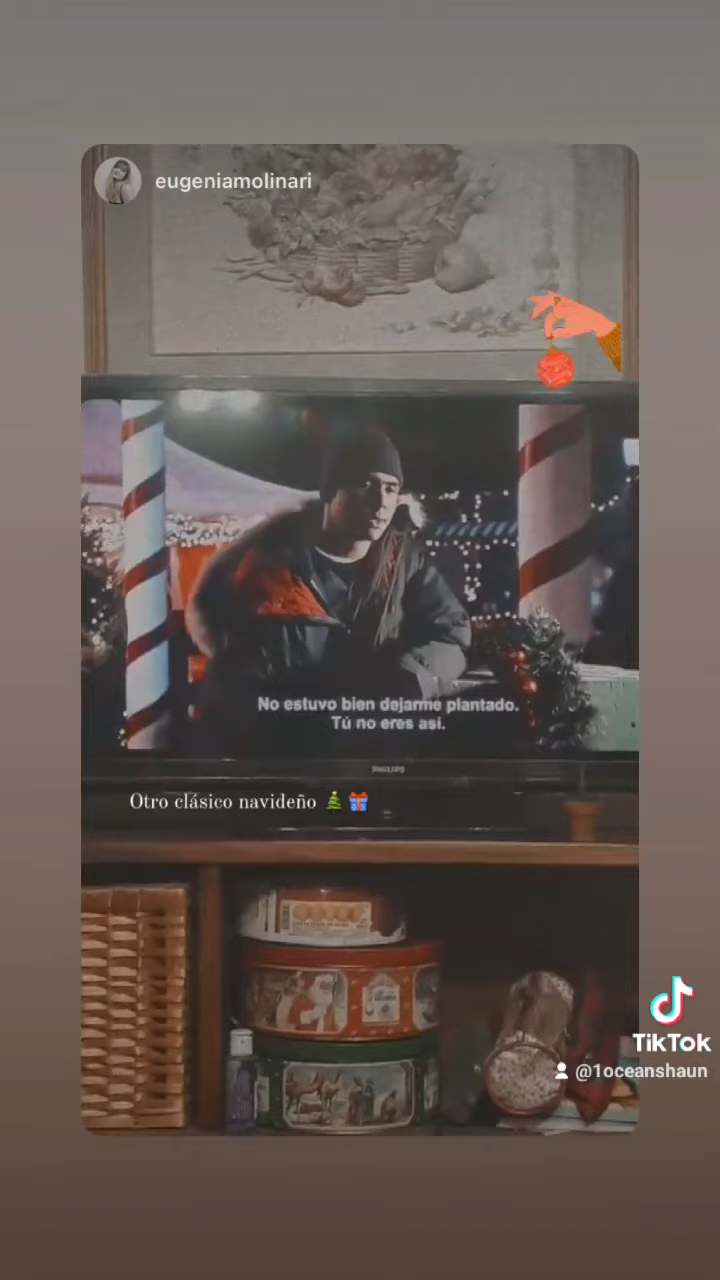 eugeniamolinari
No estuvo bien dejarme plantado.
Tú no eres así.
PHILIPS
Otro clásico navideño 🎄🎁
TikTok
@1oceanshaun